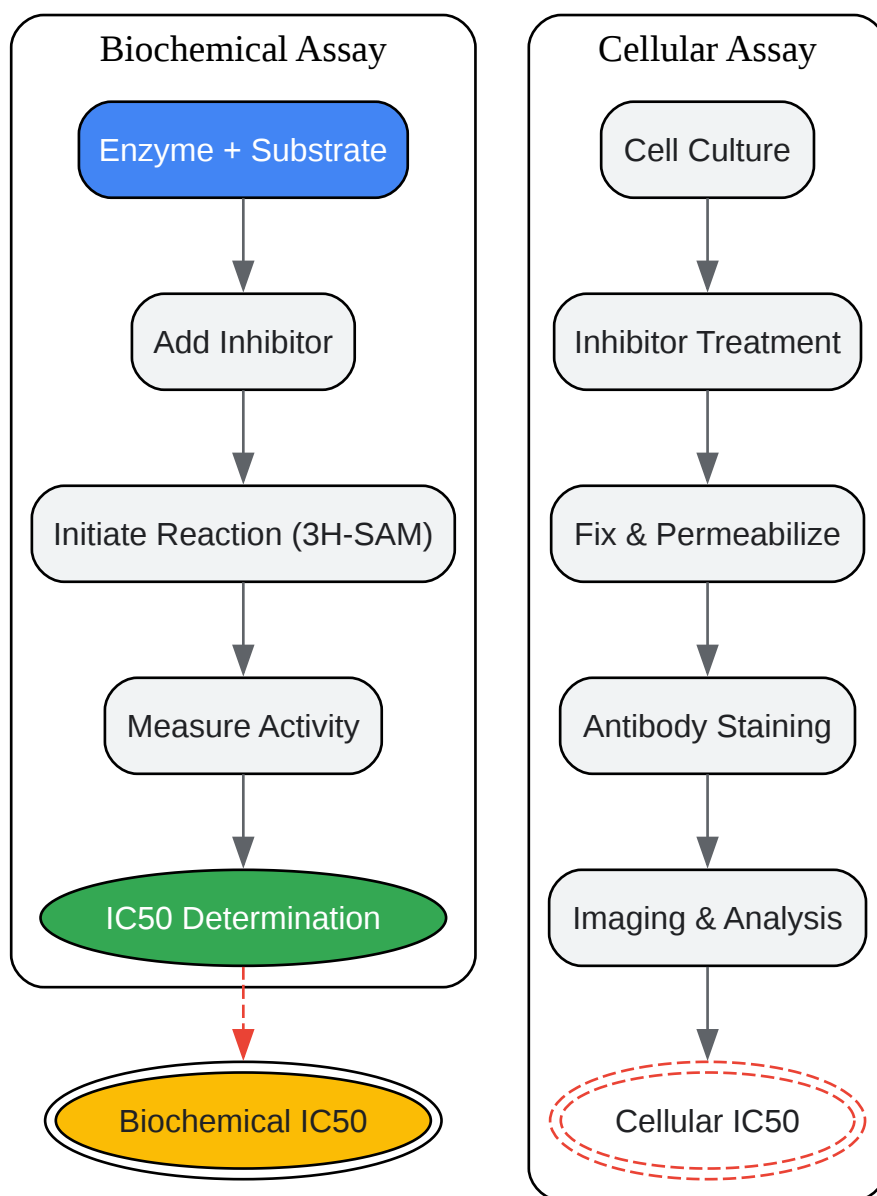 Biochemical Assay
Enzyme + Substrate
Add Inhibitor
Initiate Reaction (3H-SAM)
Measure Activity
IC50 Determination
Biochemical IC50
Cellular Assay
Cell Culture
Inhibitor Treatment
Fix & Permeabilize
Antibody Staining
Imaging & Analysis
Cellular IC50